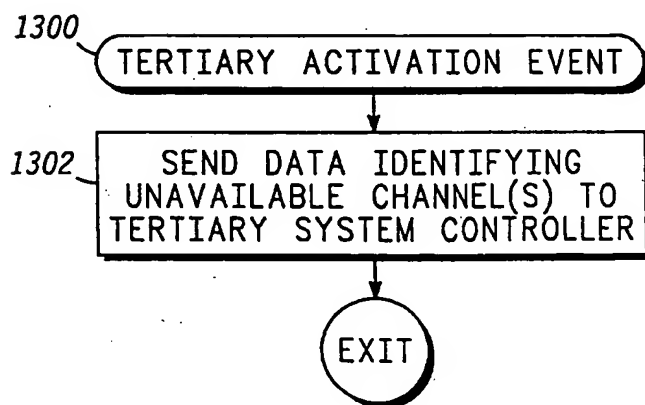 1300
TERTIARY ACTIVATION EVENT
1302
SEND DATA IDENTIFYING
UNAVAILABLE CHANNEL(S) TO
TERTIARY SYSTEM CONTROLLER
EXIT